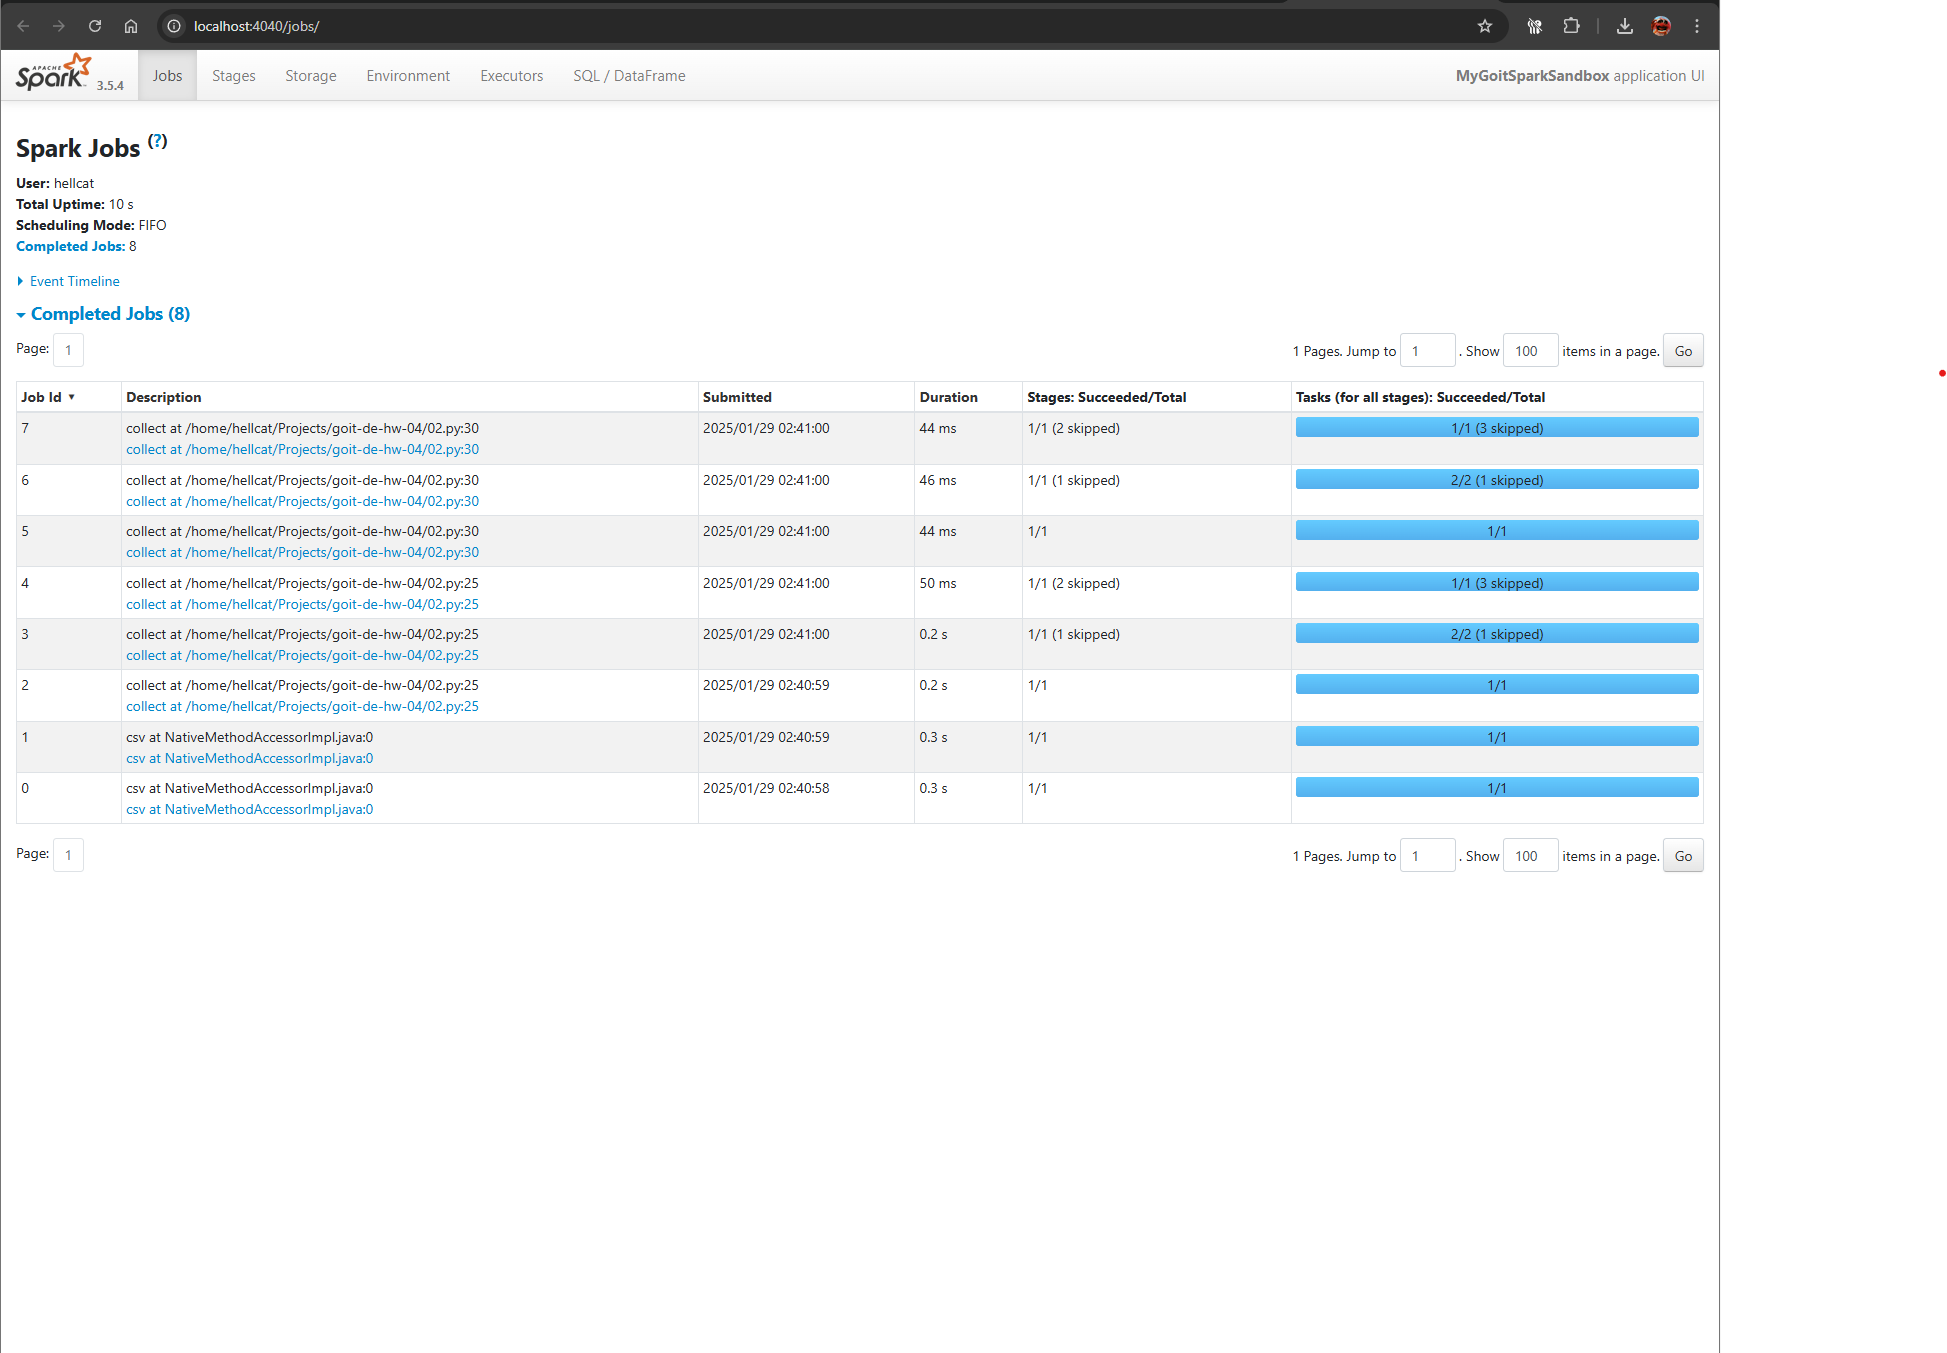 localhost:4040/jobs/
APACHE Spark 3.5.4 Jobs Stages Storage Environment Executors SQL / DataFrame MyGoitSparkSandbox application UI
Spark Jobs (?)
User: hellcat
Total Uptime: 10 s
Scheduling Mode: FIFO
Completed Jobs: 8
Event Timeline
Completed Jobs (8)
Page: 1 1 Pages. Jump to 1 . Show 100 items in a page. Go
Job Id ▾ Description Submitted Duration Stages: Succeeded/Total Tasks (for all stages): Succeeded/Total
7 collect at /home/hellcat/Projects/goit-de-hw-04/02.py:30 2025/01/29 02:41:00 44 ms 1/1 (2 skipped) 1/1 (3 skipped)
collect at /home/hellcat/Projects/goit-de-hw-04/02.py:30
6 collect at /home/hellcat/Projects/goit-de-hw-04/02.py:30 2025/01/29 02:41:00 46 ms 1/1 (1 skipped) 2/2 (1 skipped)
collect at /home/hellcat/Projects/goit-de-hw-04/02.py:30
5 collect at /home/hellcat/Projects/goit-de-hw-04/02.py:30 2025/01/29 02:41:00 44 ms 1/1 1/1
collect at /home/hellcat/Projects/goit-de-hw-04/02.py:30
4 collect at /home/hellcat/Projects/goit-de-hw-04/02.py:25 2025/01/29 02:41:00 50 ms 1/1 (2 skipped) 1/1 (3 skipped)
collect at /home/hellcat/Projects/goit-de-hw-04/02.py:25
3 collect at /home/hellcat/Projects/goit-de-hw-04/02.py:25 2025/01/29 02:41:00 0.2 s 1/1 (1 skipped) 2/2 (1 skipped)
collect at /home/hellcat/Projects/goit-de-hw-04/02.py:25
2 collect at /home/hellcat/Projects/goit-de-hw-04/02.py:25 2025/01/29 02:40:59 0.2 s 1/1 1/1
collect at /home/hellcat/Projects/goit-de-hw-04/02.py:25
1 csv at NativeMethodAccessorImpl.java:0 2025/01/29 02:40:59 0.3 s 1/1 1/1
csv at NativeMethodAccessorImpl.java:0
0 csv at NativeMethodAccessorImpl.java:0 2025/01/29 02:40:58 0.3 s 1/1 1/1
csv at NativeMethodAccessorImpl.java:0
Page: 1 1 Pages. Jump to 1 . Show 100 items in a page. Go